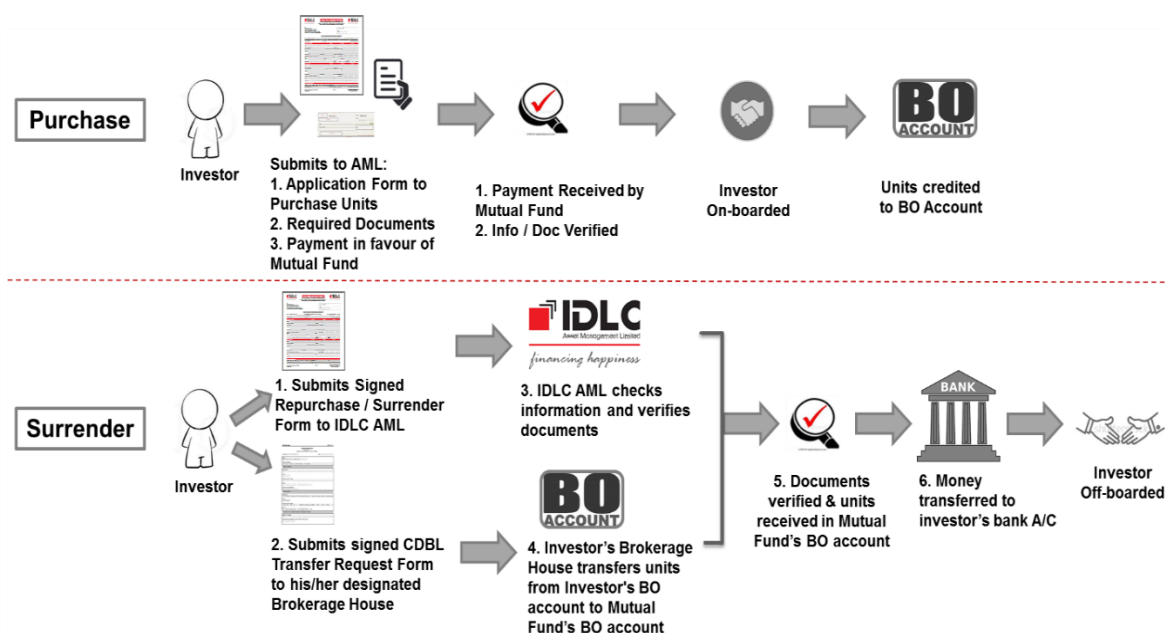 Purchase
Investor
Submits to AML:
1. Application Form to
Purchase Units
2. Required Documents
3. Payment in favour of
Mutual Fund
1. Payment Received by
Mutual Fund
2. Info / Doc Verified
Investor
On-boarded
BO
ACCOUNT
Units credited
to BO Account
Surrender
Investor
1. Submits Signed
Repurchase / Surrender
Form to IDLC AML
2. Submits signed CDBL
Transfer Request Form
to his/her designated
Brokerage House
IDLC
Asset Management Limited
financing happiness
3. IDLC AML checks
information and verifies
documents
BO
ACCOUNT
4. Investor's Brokerage
House transfers units
from Investor's BO
account to Mutual
Fund's BO account
5. Documents
verified & units
received in Mutual
Fund's BO account
BANK
6. Money
transferred to
investor's bank A/C
Investor
Off-boarded